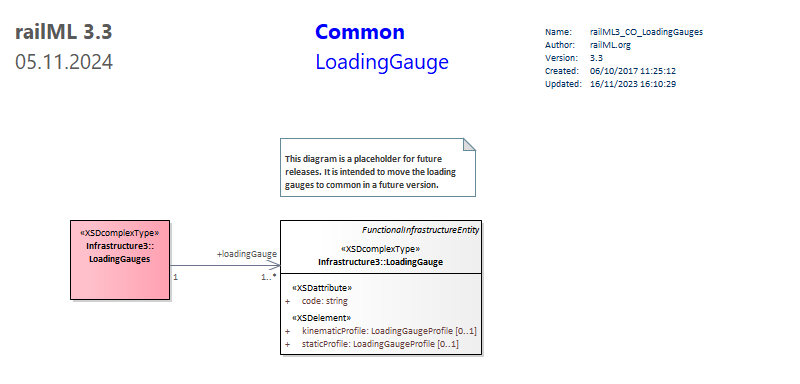 railML 3.3
05.11.2024
Common
LoadingGauge
Name: railML3_CO_LoadingGauges
Author: railML.org
Version: 3.3
Created: 06/10/2017 11:25:12
Updated: 16/11/2023 16:10:29
This diagram is a placeholder for future
releases. It is intended to move the loading
gauges to common in a future version.
«XSDcomplexType»
Infrastructure3::
LoadingGauges
+loadingGauge
1
1..*
FunctionalInfrastructureEntity
«XSDcomplexType»
Infrastructure3::LoadingGauge
«XSDattribute»
+ code: string
«XSDelement»
+ kinematicProfile: LoadingGaugeProfile [0..1]
+ staticProfile: LoadingGaugeProfile [0..1]